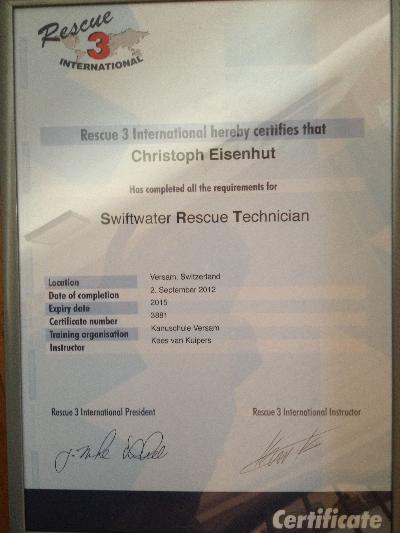 Rescue
3
INTERNATIONAL
Rescue 3 International hereby certifies that
Christoph Eisenhut
Has completed all the requirements for
Swiftwater Rescue Technician
Location Versam, Switzerland
Date of completion 2. September 2012
Expiry date 2015
Certificate number 3881
Training organisation Kanuschule Versam
Instructor Kees van Kuipers
Rescue 3 International President Rescue 3 International Instructor
Certificate